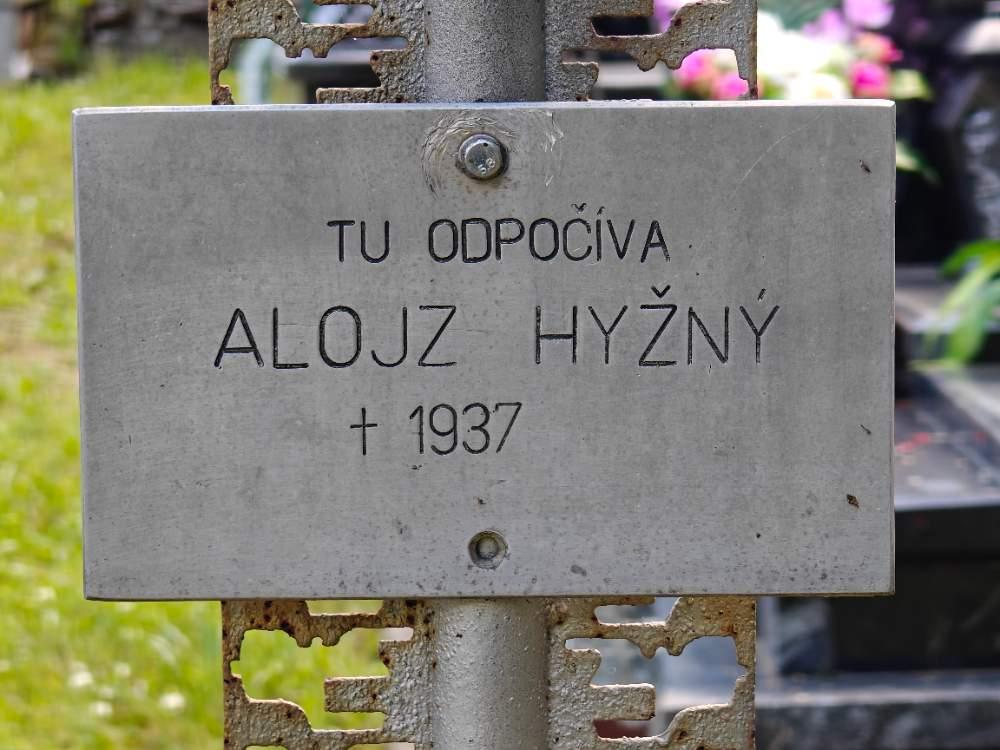 TU ODPOČÍVA
ALOJZ HYŽNÝ
† 1937